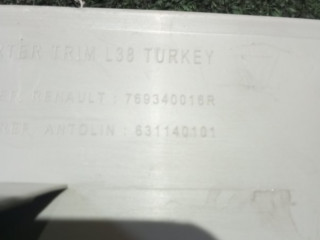 TRIM L38 TURKEY
RENAULT : 769340016R
ANTOLIN : 631140101